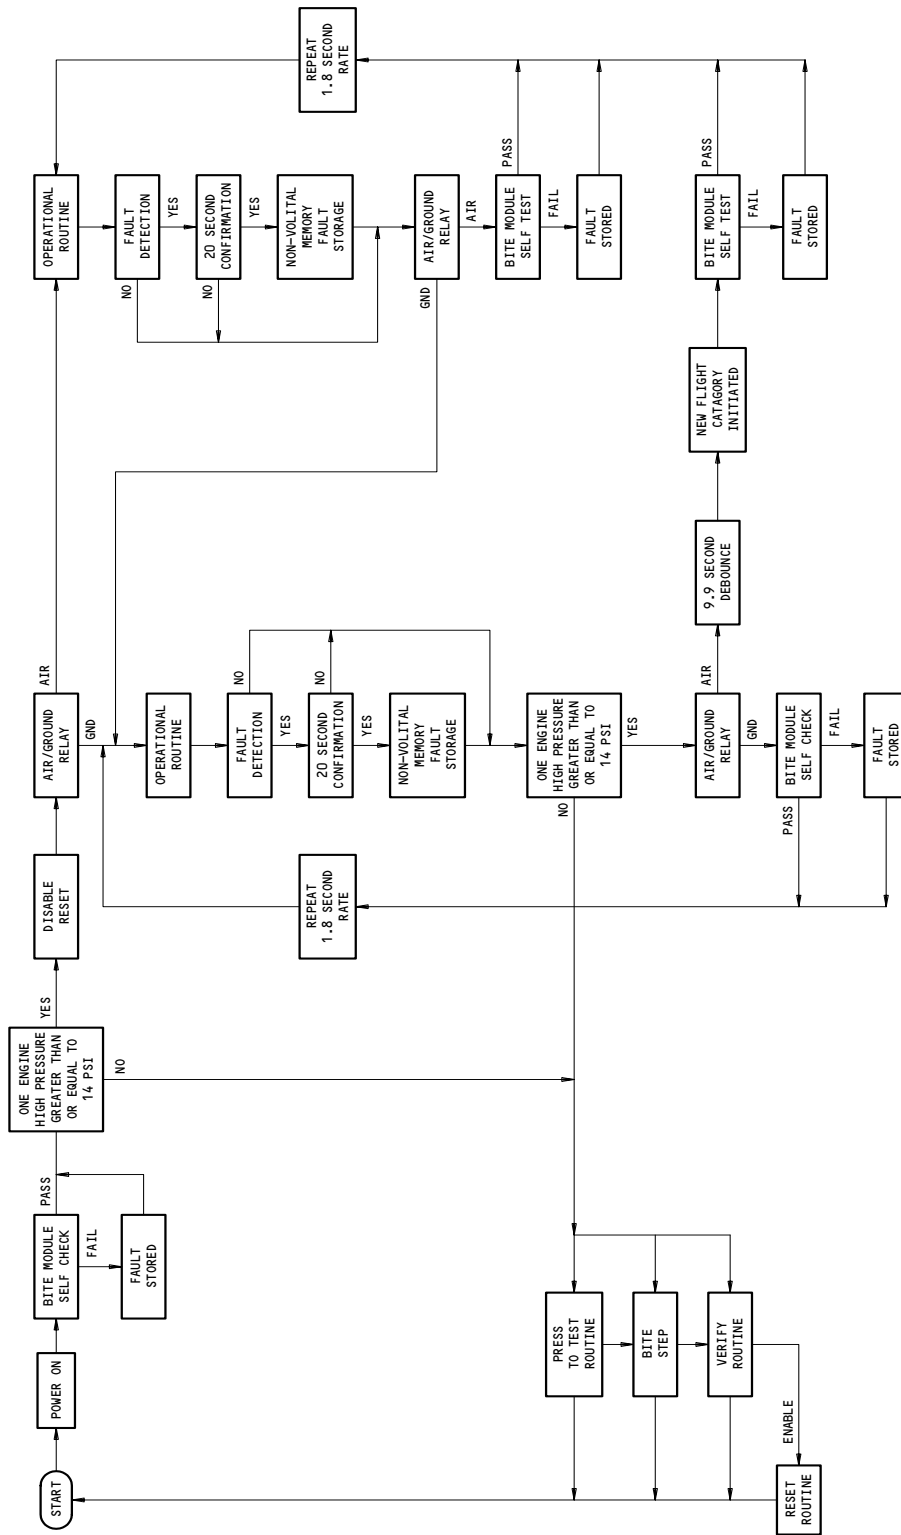 START
POWER ON
BITE MODULE
SELF CHECK
PASS
FAIL
FAULT
STORED
ONE ENGINE
HIGH PRESSURE
GREATER THAN
OR EQUAL TO
14 PSI
YES
NO
DISABLE
RESET
AIR/GROUND
RELAY
AIR
GND
OPERATIONAL
ROUTINE
FAULT
DETECTION
YES
NO
20 SECOND
CONFIRMATION
YES
NO
NON-VOLITAL
MEMORY
FAULT
STORAGE
AIR/GROUND
RELAY
AIR
GND
BITE MODULE
SELF TEST
PASS
FAIL
FAULT
STORED
REPEAT
1.8 SECOND
RATE
OPERATIONAL
ROUTINE
FAULT
DETECTION
YES
NO
20 SECOND
CONFIRMATION
YES
NO
NON-VOLITAL
MEMORY
FAULT
STORAGE
ONE ENGINE
HIGH PRESSURE
GREATER THAN
OR EQUAL TO
14 PSI
NO
YES
REPEAT
1.8 SECOND
RATE
AIR/GROUND
RELAY
AIR
GND
BITE MODULE
SELF CHECK
PASS
FAIL
FAULT
STORED
9.9 SECOND
DEBOUNCE
NEW FLIGHT
CATAGORY
INITIATED
BITE MODULE
SELF TEST
PASS
FAIL
FAULT
STORED
PRESS
TO TEST
ROUTINE
BITE
STEP
VERIFY
ROUTINE
ENABLE
RESET
ROUTINE